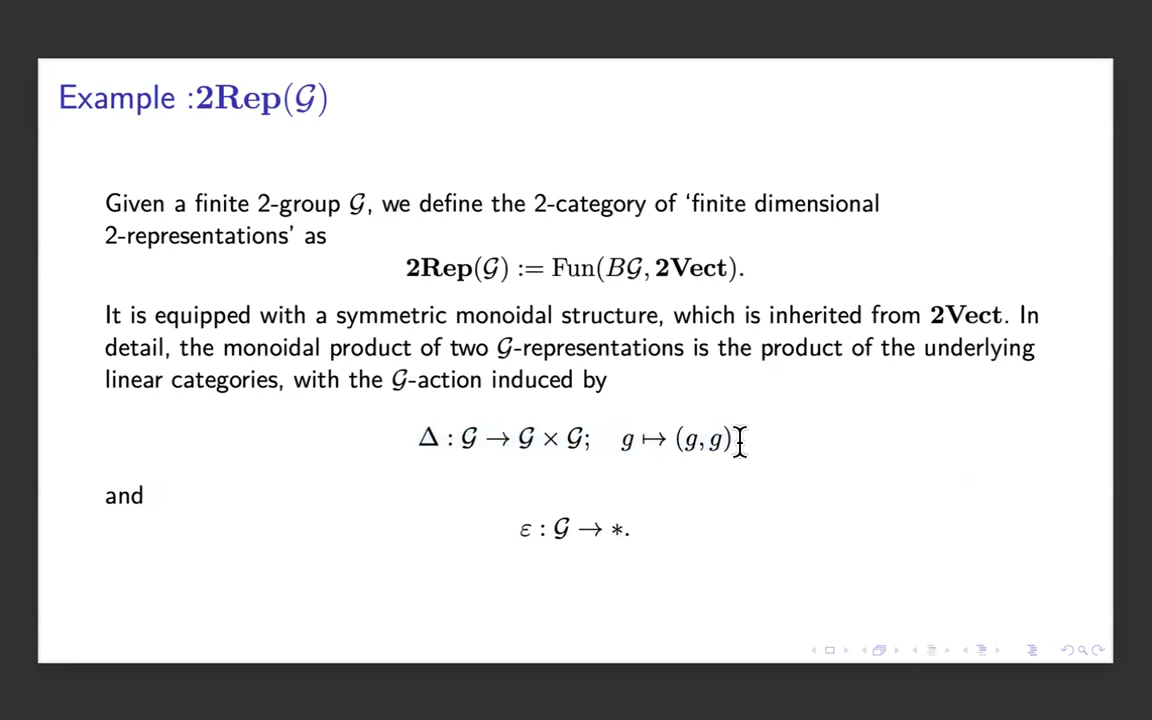 Example :2Rep(𝒢)
Given a finite 2-group 𝒢, we define the 2-category of ‘finite dimensional
2-representations’ as
2Rep(𝒢) := Fun(B𝒢, 2Vect).
It is equipped with a symmetric monoidal structure, which is inherited from 2Vect. In
detail, the monoidal product of two 𝒢-representations is the product of the underlying
linear categories, with the 𝒢-action induced by
Δ : 𝒢 → 𝒢 × 𝒢; g ↦ (g, g)
and
ε : 𝒢 → ∗.